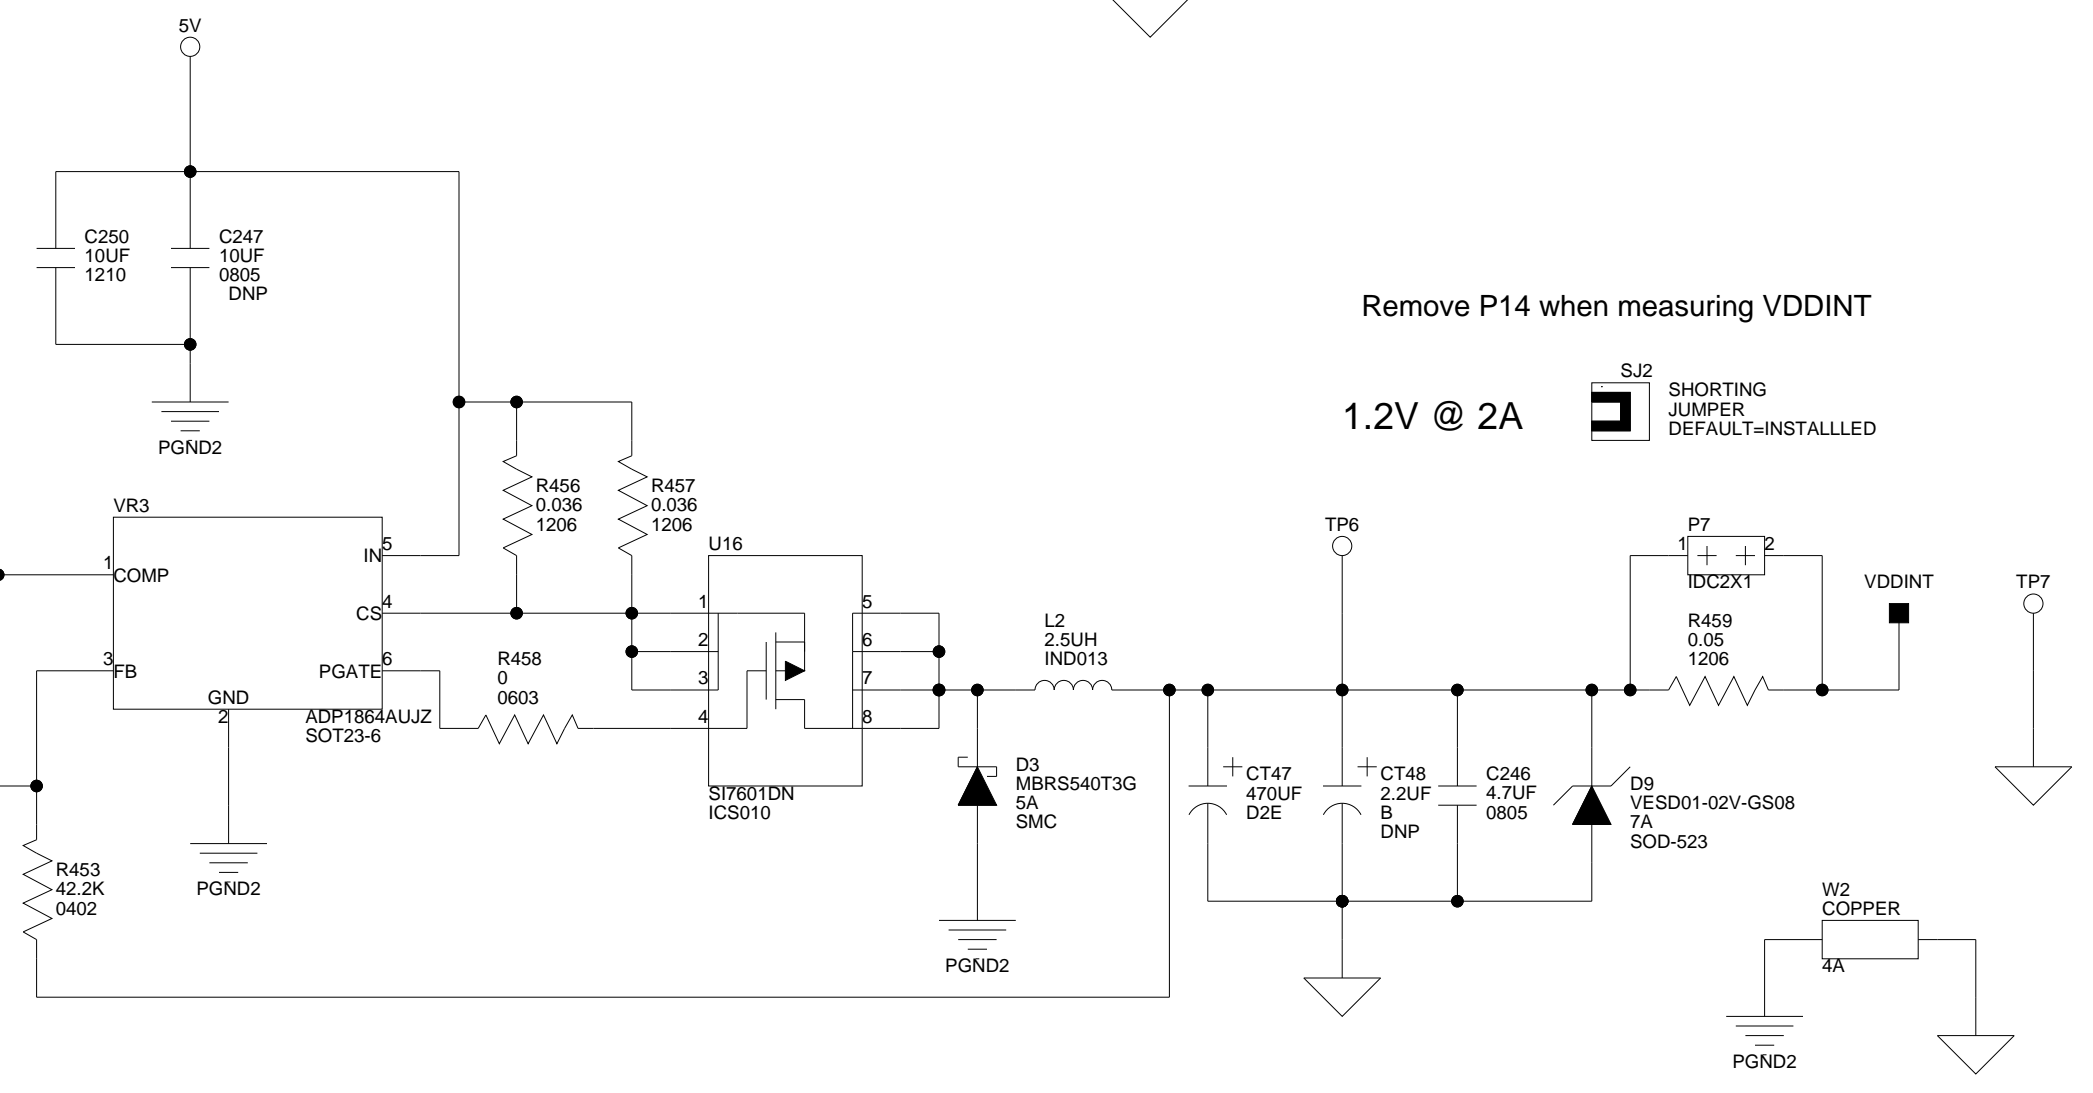 5V
C250
10UF
1210
C247
10UF
0805
DNP
PGND2
Remove P14 when measuring VDDINT
1.2V @ 2A
SJ2
SHORTING
JUMPER
DEFAULT=INSTALLLED
VR3
1
COMP
3
FB
GND
2
5
IN
4
CS
6
PGATE
ADP1864AUJZ
SOT23-6
PGND2
R453
42.2K
0402
R456
0.036
1206
R457
0.036
1206
R458
0
0603
U16
1
2
3
4
5
6
7
8
SI7601DN
ICS010
L2
2.5UH
IND013
D3
MBRS540T3G
5A
SMC
PGND2
TP6
CT47
470UF
D2E
CT48
2.2UF
B
DNP
C246
4.7UF
0805
D9
VESD01-02V-GS08
7A
SOD-523
P7
1
2
IDC2X1
R459
0.05
1206
VDDINT
TP7
W2
COPPER
4A
PGND2